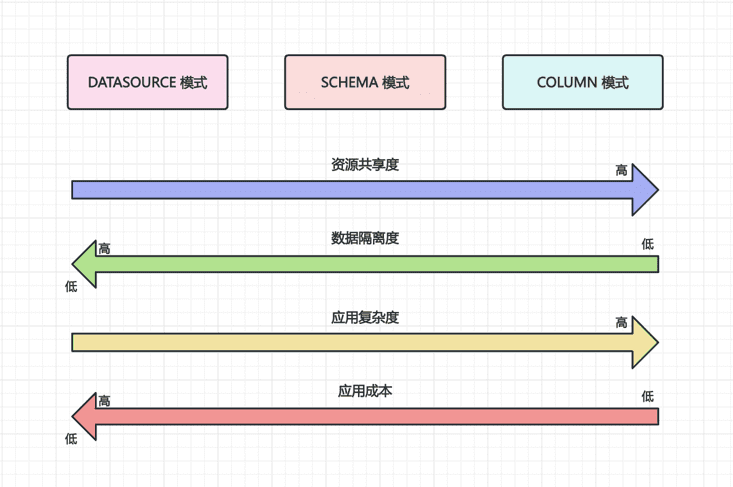 DATASOURCE 模式
SCHEMA 模式
COLUMN 模式
资源共享度
高
数据隔离度
高
低
低
应用复杂度
高
应用成本
高
低
低